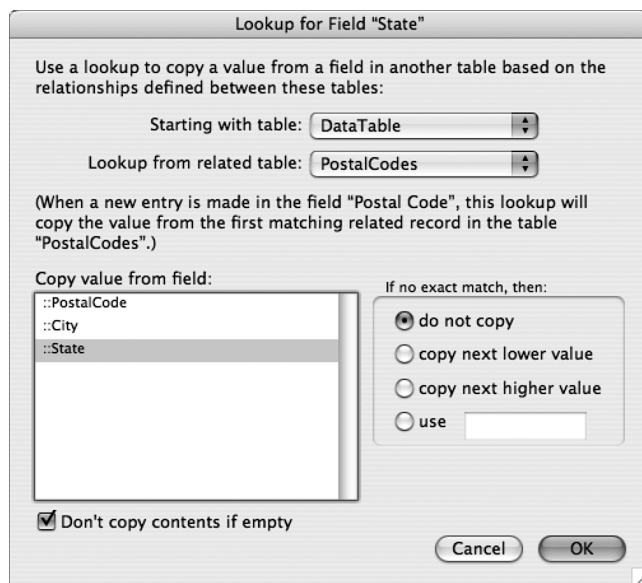 Lookup for Field “State”
Use a lookup to copy a value from a field in another table based on the
relationships defined between these tables:
Starting with table: DataTable
Lookup from related table: PostalCodes
(When a new entry is made in the field “Postal Code”, this lookup will
copy the value from the first matching related record in the table
“PostalCodes”.)
Copy value from field:
::PostalCode
::City
::State
If no exact match, then:
do not copy
copy next lower value
copy next higher value
use
Don't copy contents if empty
Cancel OK